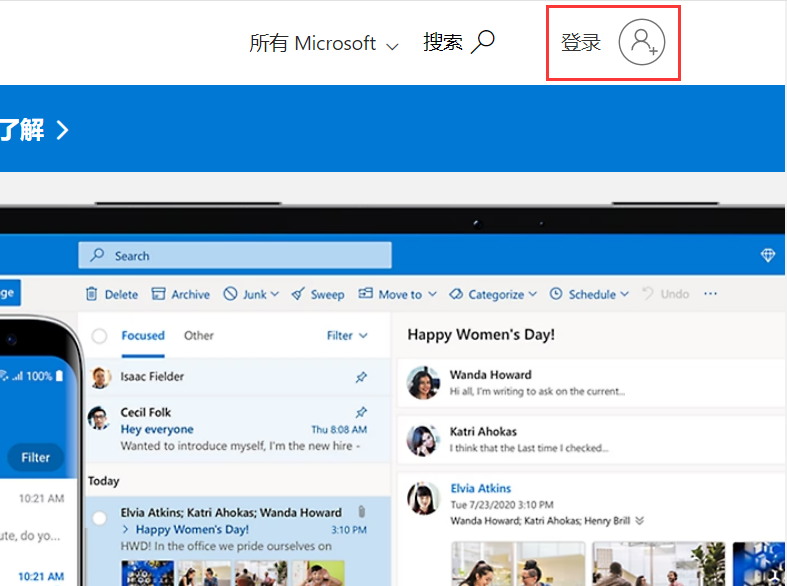 所有 Microsoft
搜索
登录
了解
Search
Delete
Archive
Junk
Sweep
Move to
Categorize
Schedule
Undo
Focused
Other
Filter
Isaac Fielder
Cecil Folk
Hey everyone
Thu 8:08 AM
Wanted to introduce myself, I'm the new hire -
Today
Elvia Atkins; Katri Ahokas; Wanda Howard
Happy Women's Day!
3:10 PM
HWD! In the office we pride ourselves on
Happy Women's Day!
Wanda Howard
Hi all, I'm writing to ask on the current...
Katri Ahokas
I think that the Last time I checked...
Elvia Atkins
Tue 7/23/2020 3:10 PM
Wanda Howard; Katri Ahokas; Henry Brill
100%
Filter
10:21 AM
ute, do yo...
10:21 AM